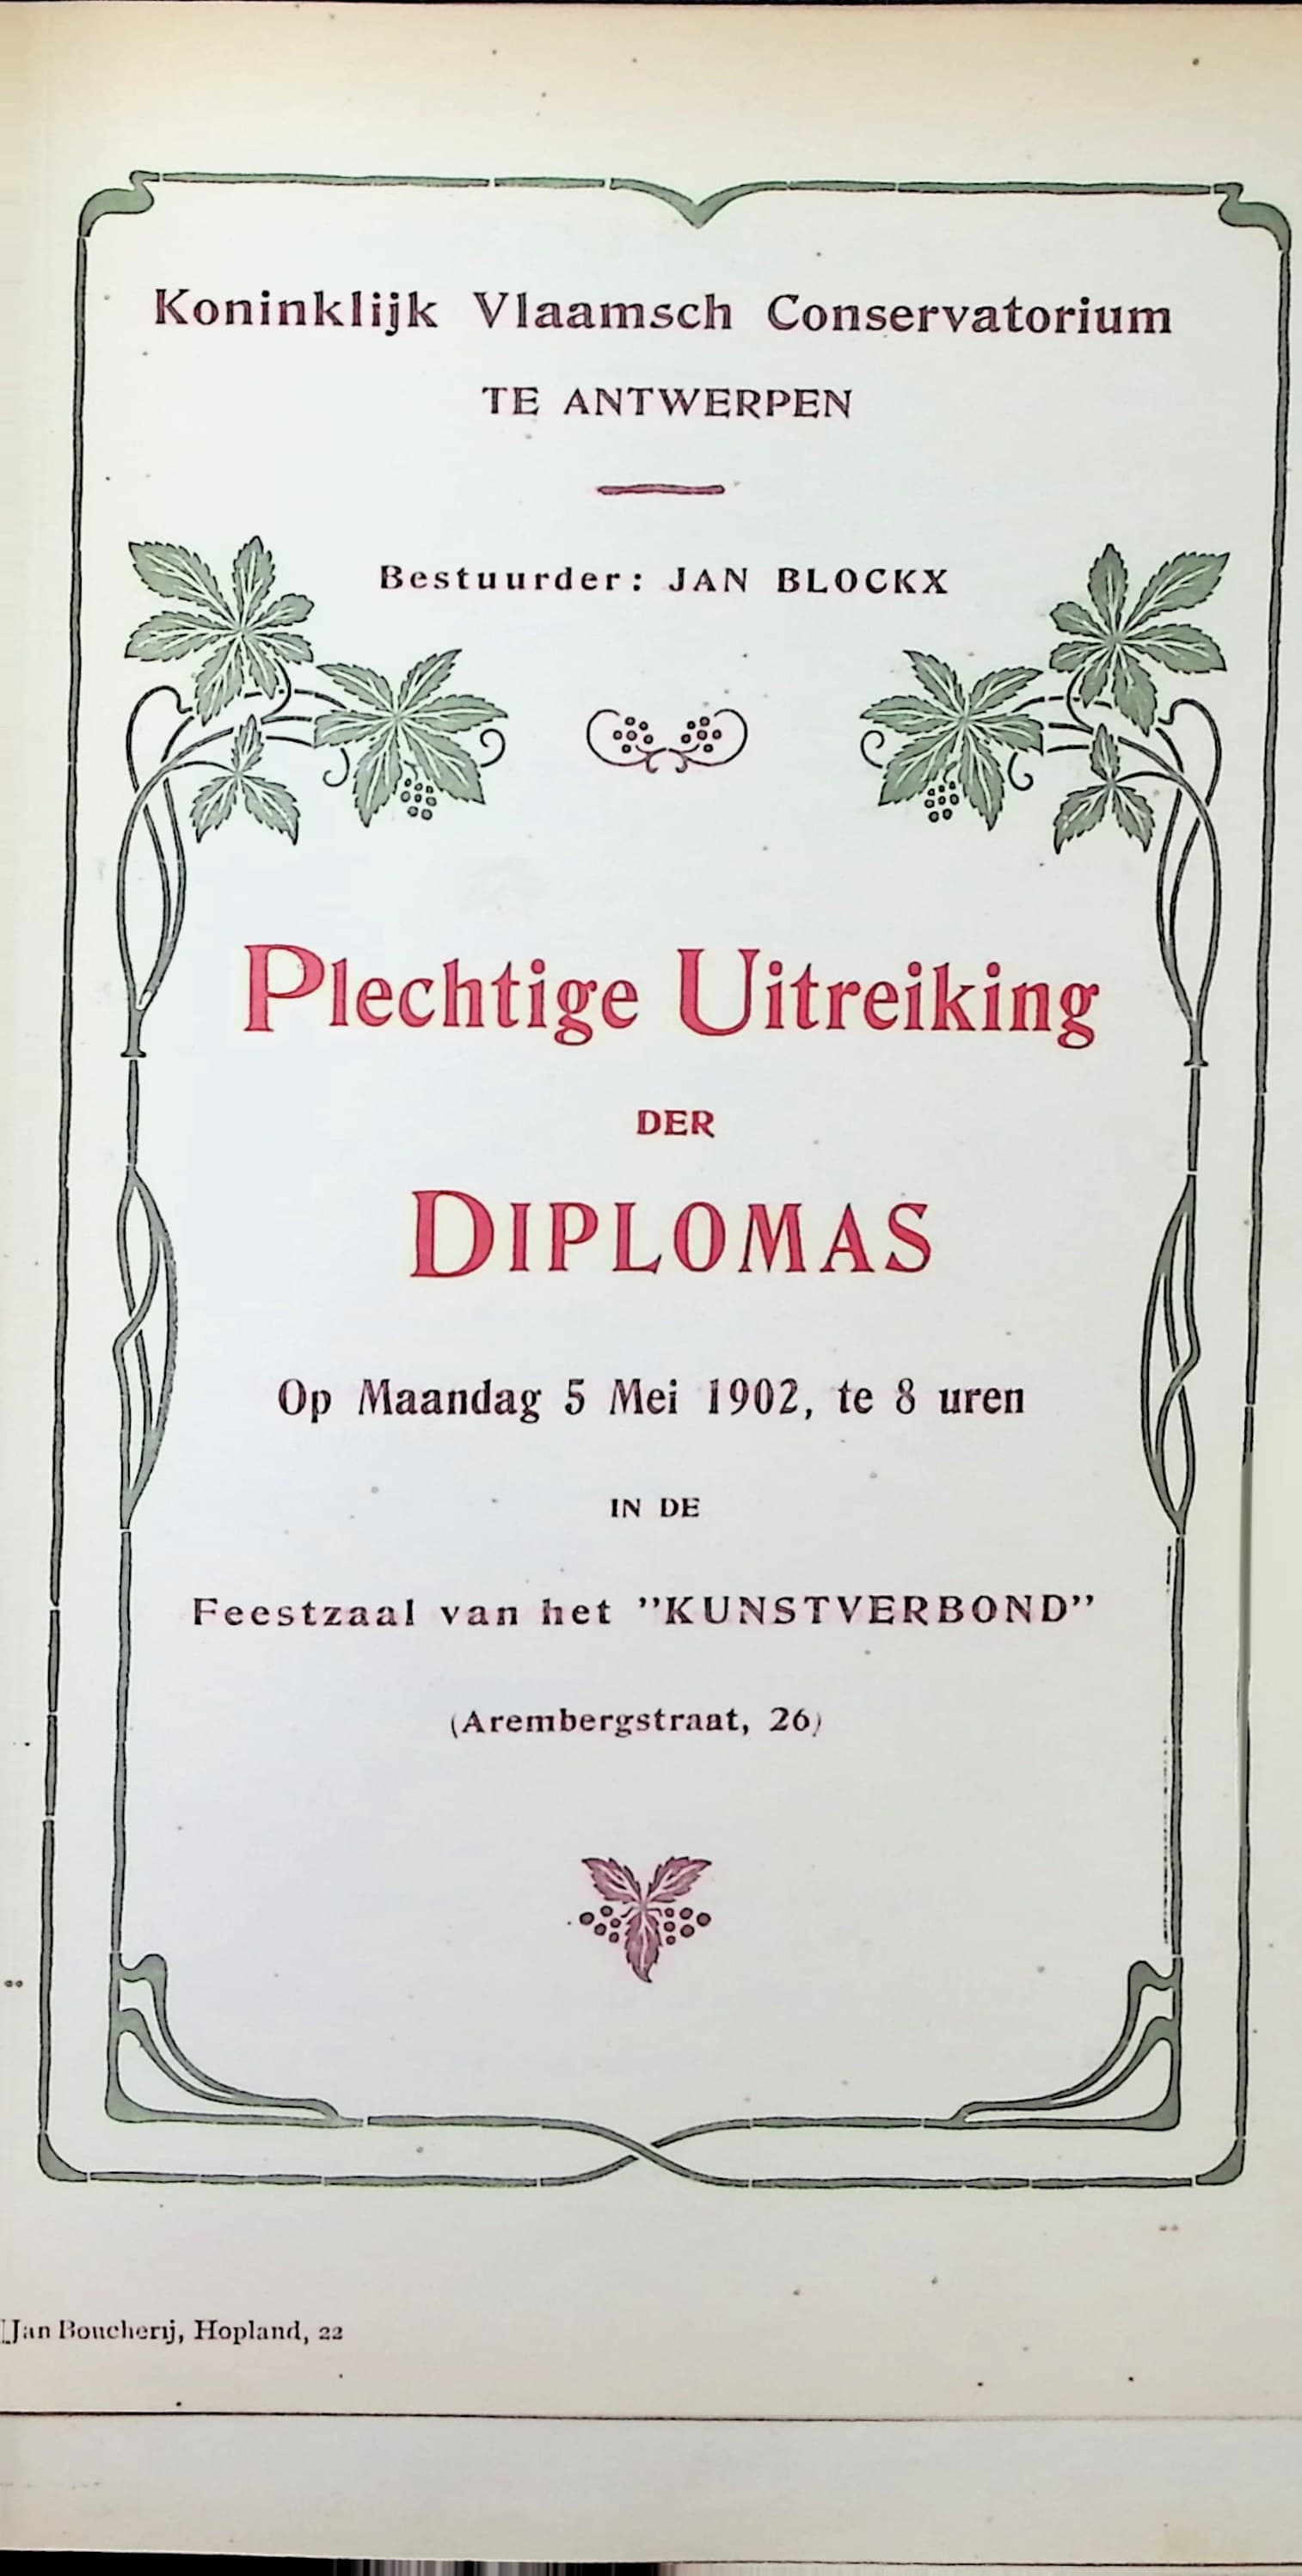 Koninklijk Vlaamsch Conservatorium
TE ANTWERPEN
Bestuurder: JAN BLOCKX
Plechtige Uitreiking
DER
DIPLOMAS
Op Maandag 5 Mei 1902, te 8 uren
IN DE
Feestzaal van het "KUNSTVERBOND"
(Arembergstraat, 26)
Jan Boucherij, Hopland, 22